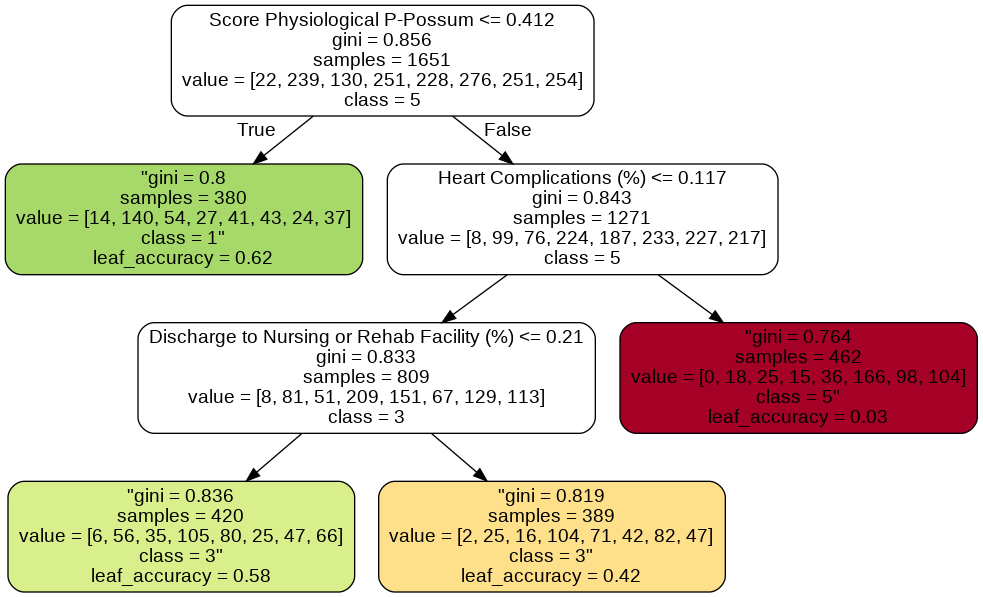 Score Physiological P-Possum <= 0.412
gini = 0.856
samples = 1651
value = [22, 239, 130, 251, 228, 276, 251, 254]
class = 5
True
False
"gini = 0.8
samples = 380
value = [14, 140, 54, 27, 41, 43, 24, 37]
class = 1"
leaf_accuracy = 0.62
Heart Complications (%) <= 0.117
gini = 0.843
samples = 1271
value = [8, 99, 76, 224, 187, 233, 227, 217]
class = 5
Discharge to Nursing or Rehab Facility (%) <= 0.21
gini = 0.833
samples = 809
value = [8, 81, 51, 209, 151, 67, 129, 113]
class = 3
"gini = 0.764
samples = 462
value = [0, 18, 25, 15, 36, 166, 98, 104]
class = 5"
leaf_accuracy = 0.03
"gini = 0.836
samples = 420
value = [6, 56, 35, 105, 80, 25, 47, 66]
class = 3"
leaf_accuracy = 0.58
"gini = 0.819
samples = 389
value = [2, 25, 16, 104, 71, 42, 82, 47]
class = 3"
leaf_accuracy = 0.42